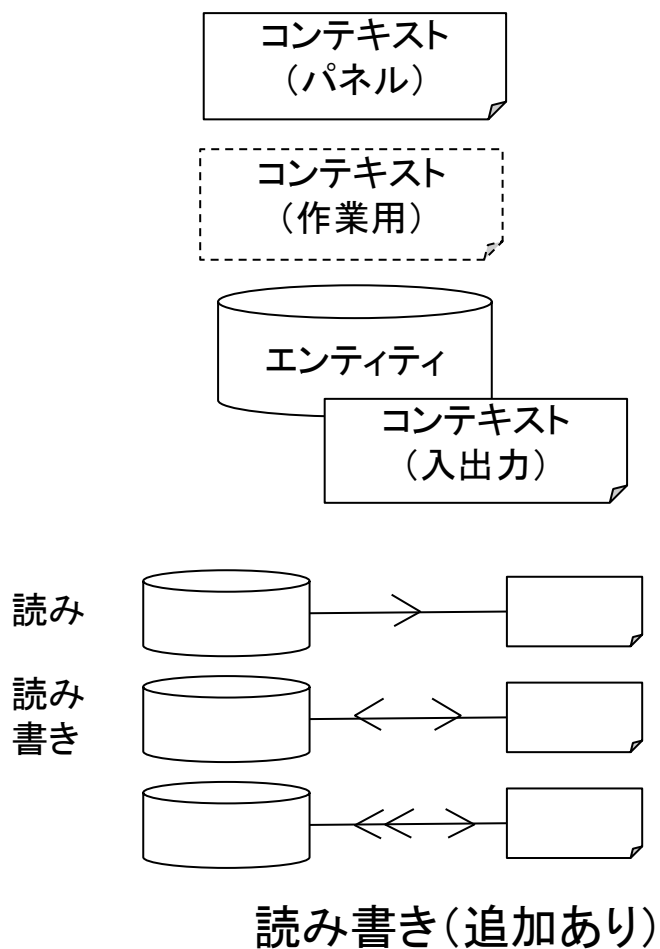 コンテキスト
（パネル）
コンテキスト
（作業用）
エンティティ
コンテキスト
（入出力）
読み
読み
書き
読み書き（追加あり）